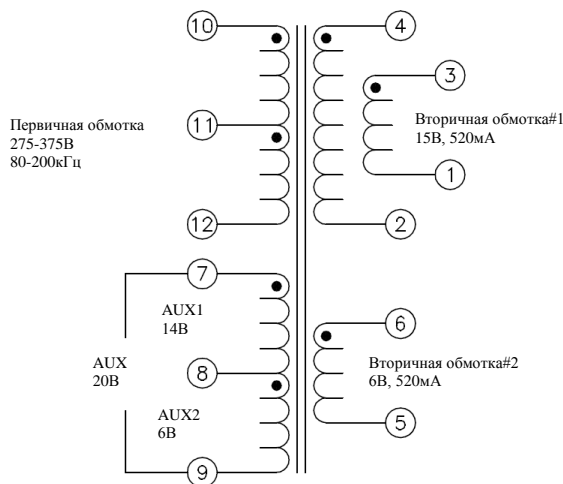 10
4
3
11
Первичная обмотка
275-375В
80-200кГц
Вторичная обмотка#1
15В, 520мА
1
12
2
7
AUX1
14В
6
AUX
20В
8
Вторичная обмотка#2
6В, 520мА
AUX2
6В
5
9